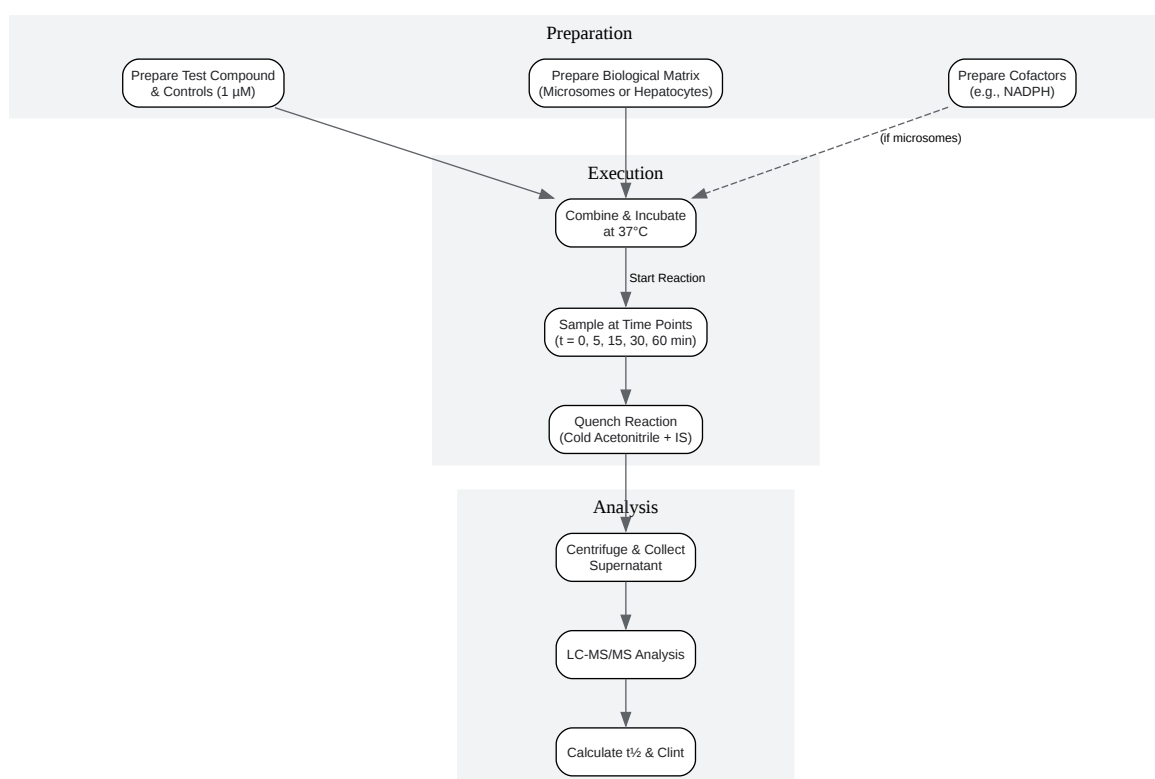 Preparation
Prepare Test Compound
& Controls (1 µM)
Prepare Biological Matrix
(Microsomes or Hepatocytes)
Prepare Cofactors
(e.g., NADPH)
(if microsomes)
Execution
Combine & Incubate
at 37°C
Start Reaction
Sample at Time Points
(t = 0, 5, 15, 30, 60 min)
Quench Reaction
(Cold Acetonitrile + IS)
Analysis
Centrifuge & Collect
Supernatant
LC-MS/MS Analysis
Calculate t½ & Clint